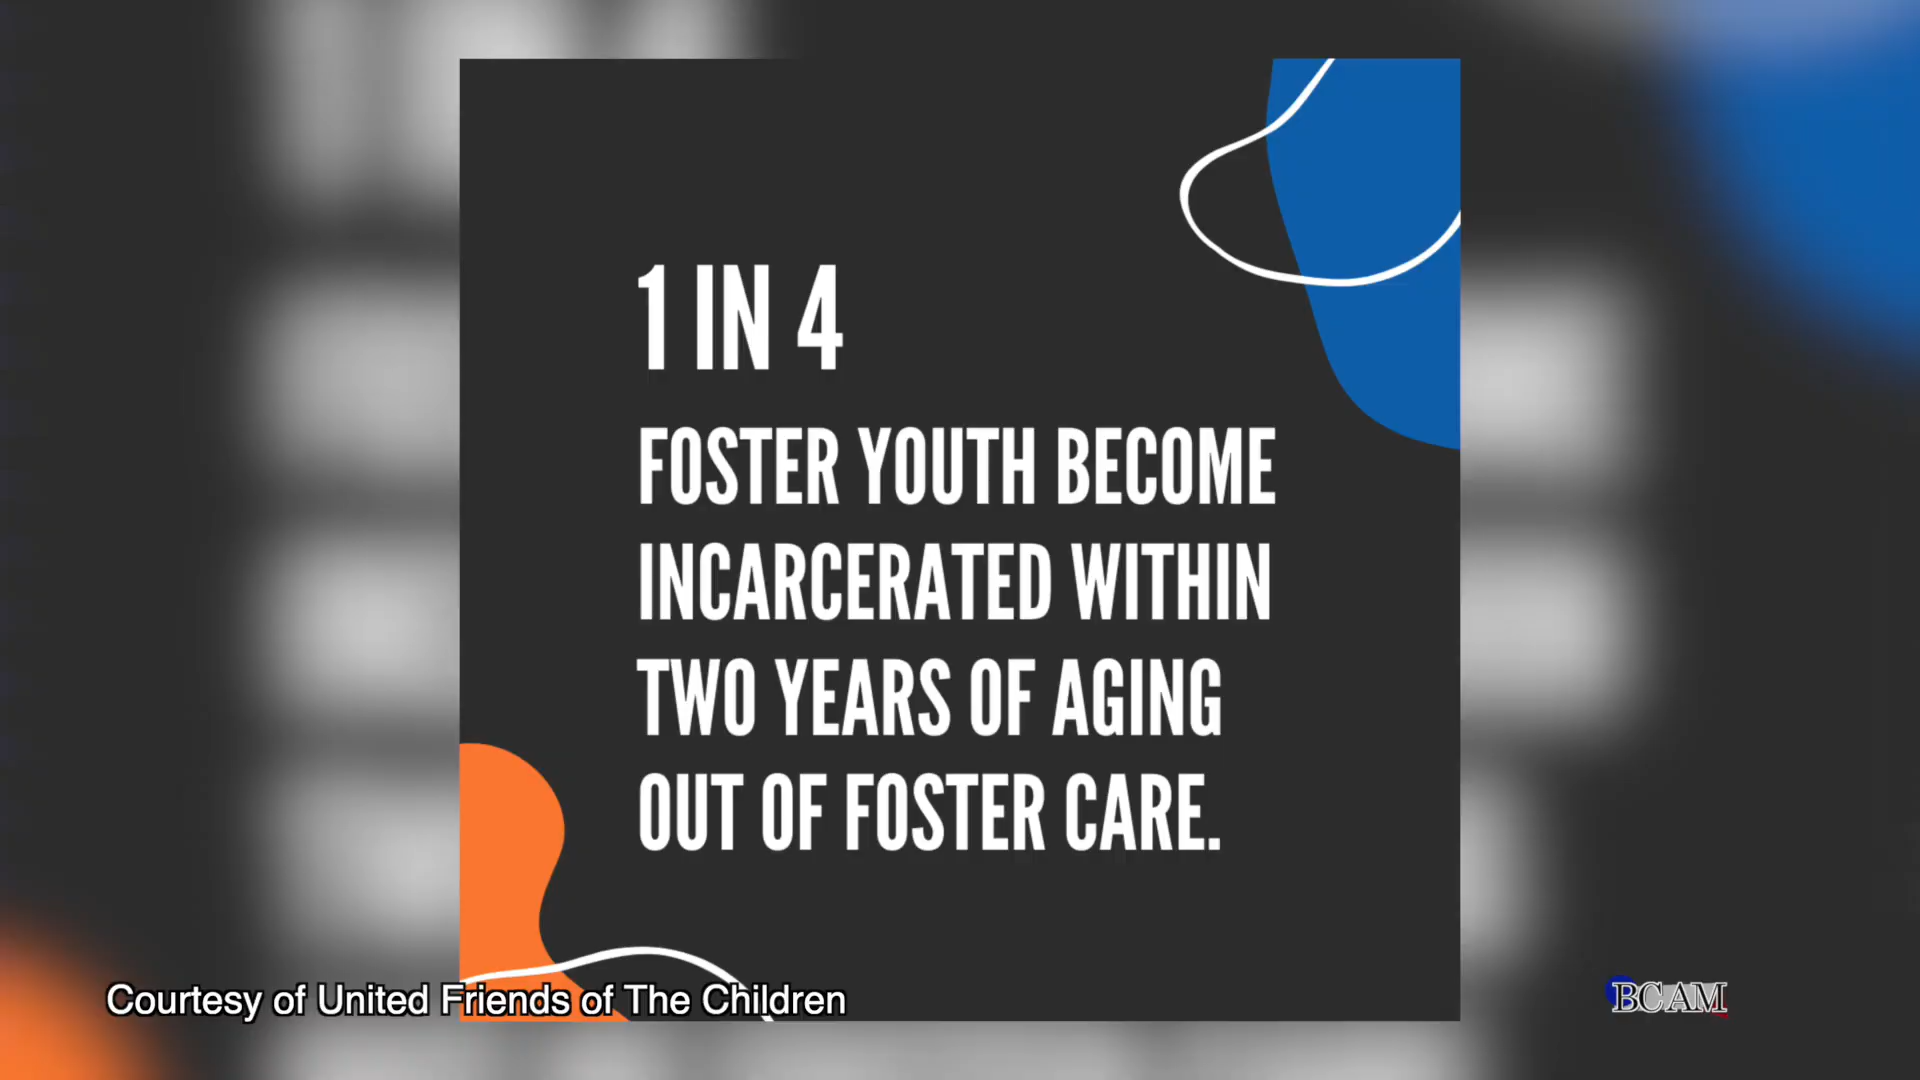 1 IN 4
FOSTER YOUTH BECOME
INCARCERATED WITHIN
TWO YEARS OF AGING
OUT OF FOSTER CARE.
Courtesy of United Friends of The Children
BCAM